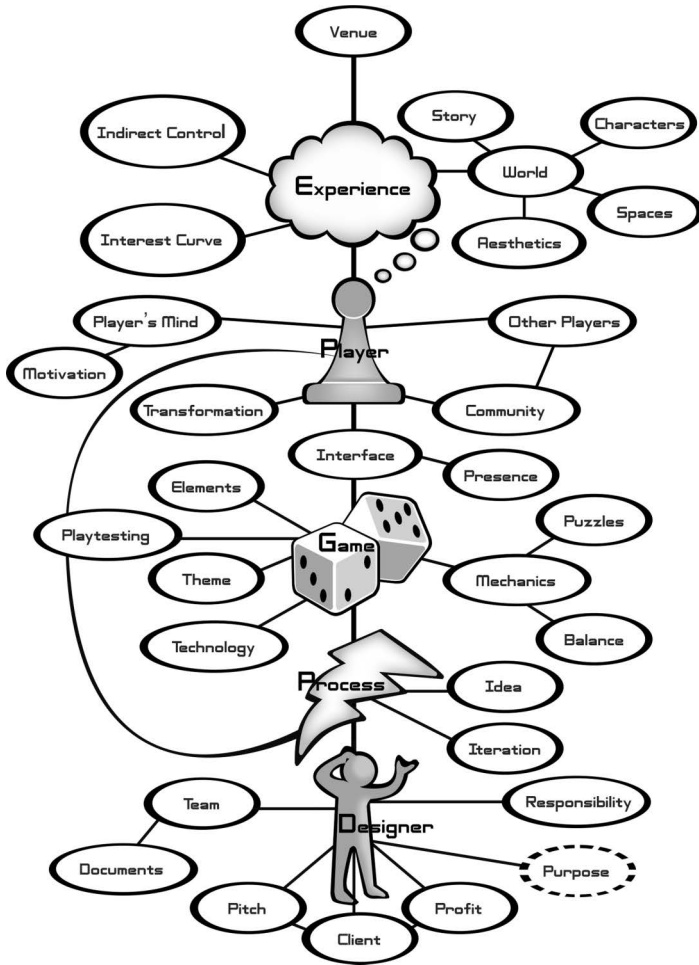 Venue
Story
Characters
Indirect Control
World
Experience
Spaces
Interest Curve
Aesthetics
Player's Mind
Other Players
Player
Motivation
Transformation
Community
Interface
Presence
Elements
Puzzles
Playtesting
Game
Theme
Mechanics
Technology
Balance
Process
Idea
Iteration
Team
Responsibility
Designer
Documents
Purpose
Pitch
Profit
Client